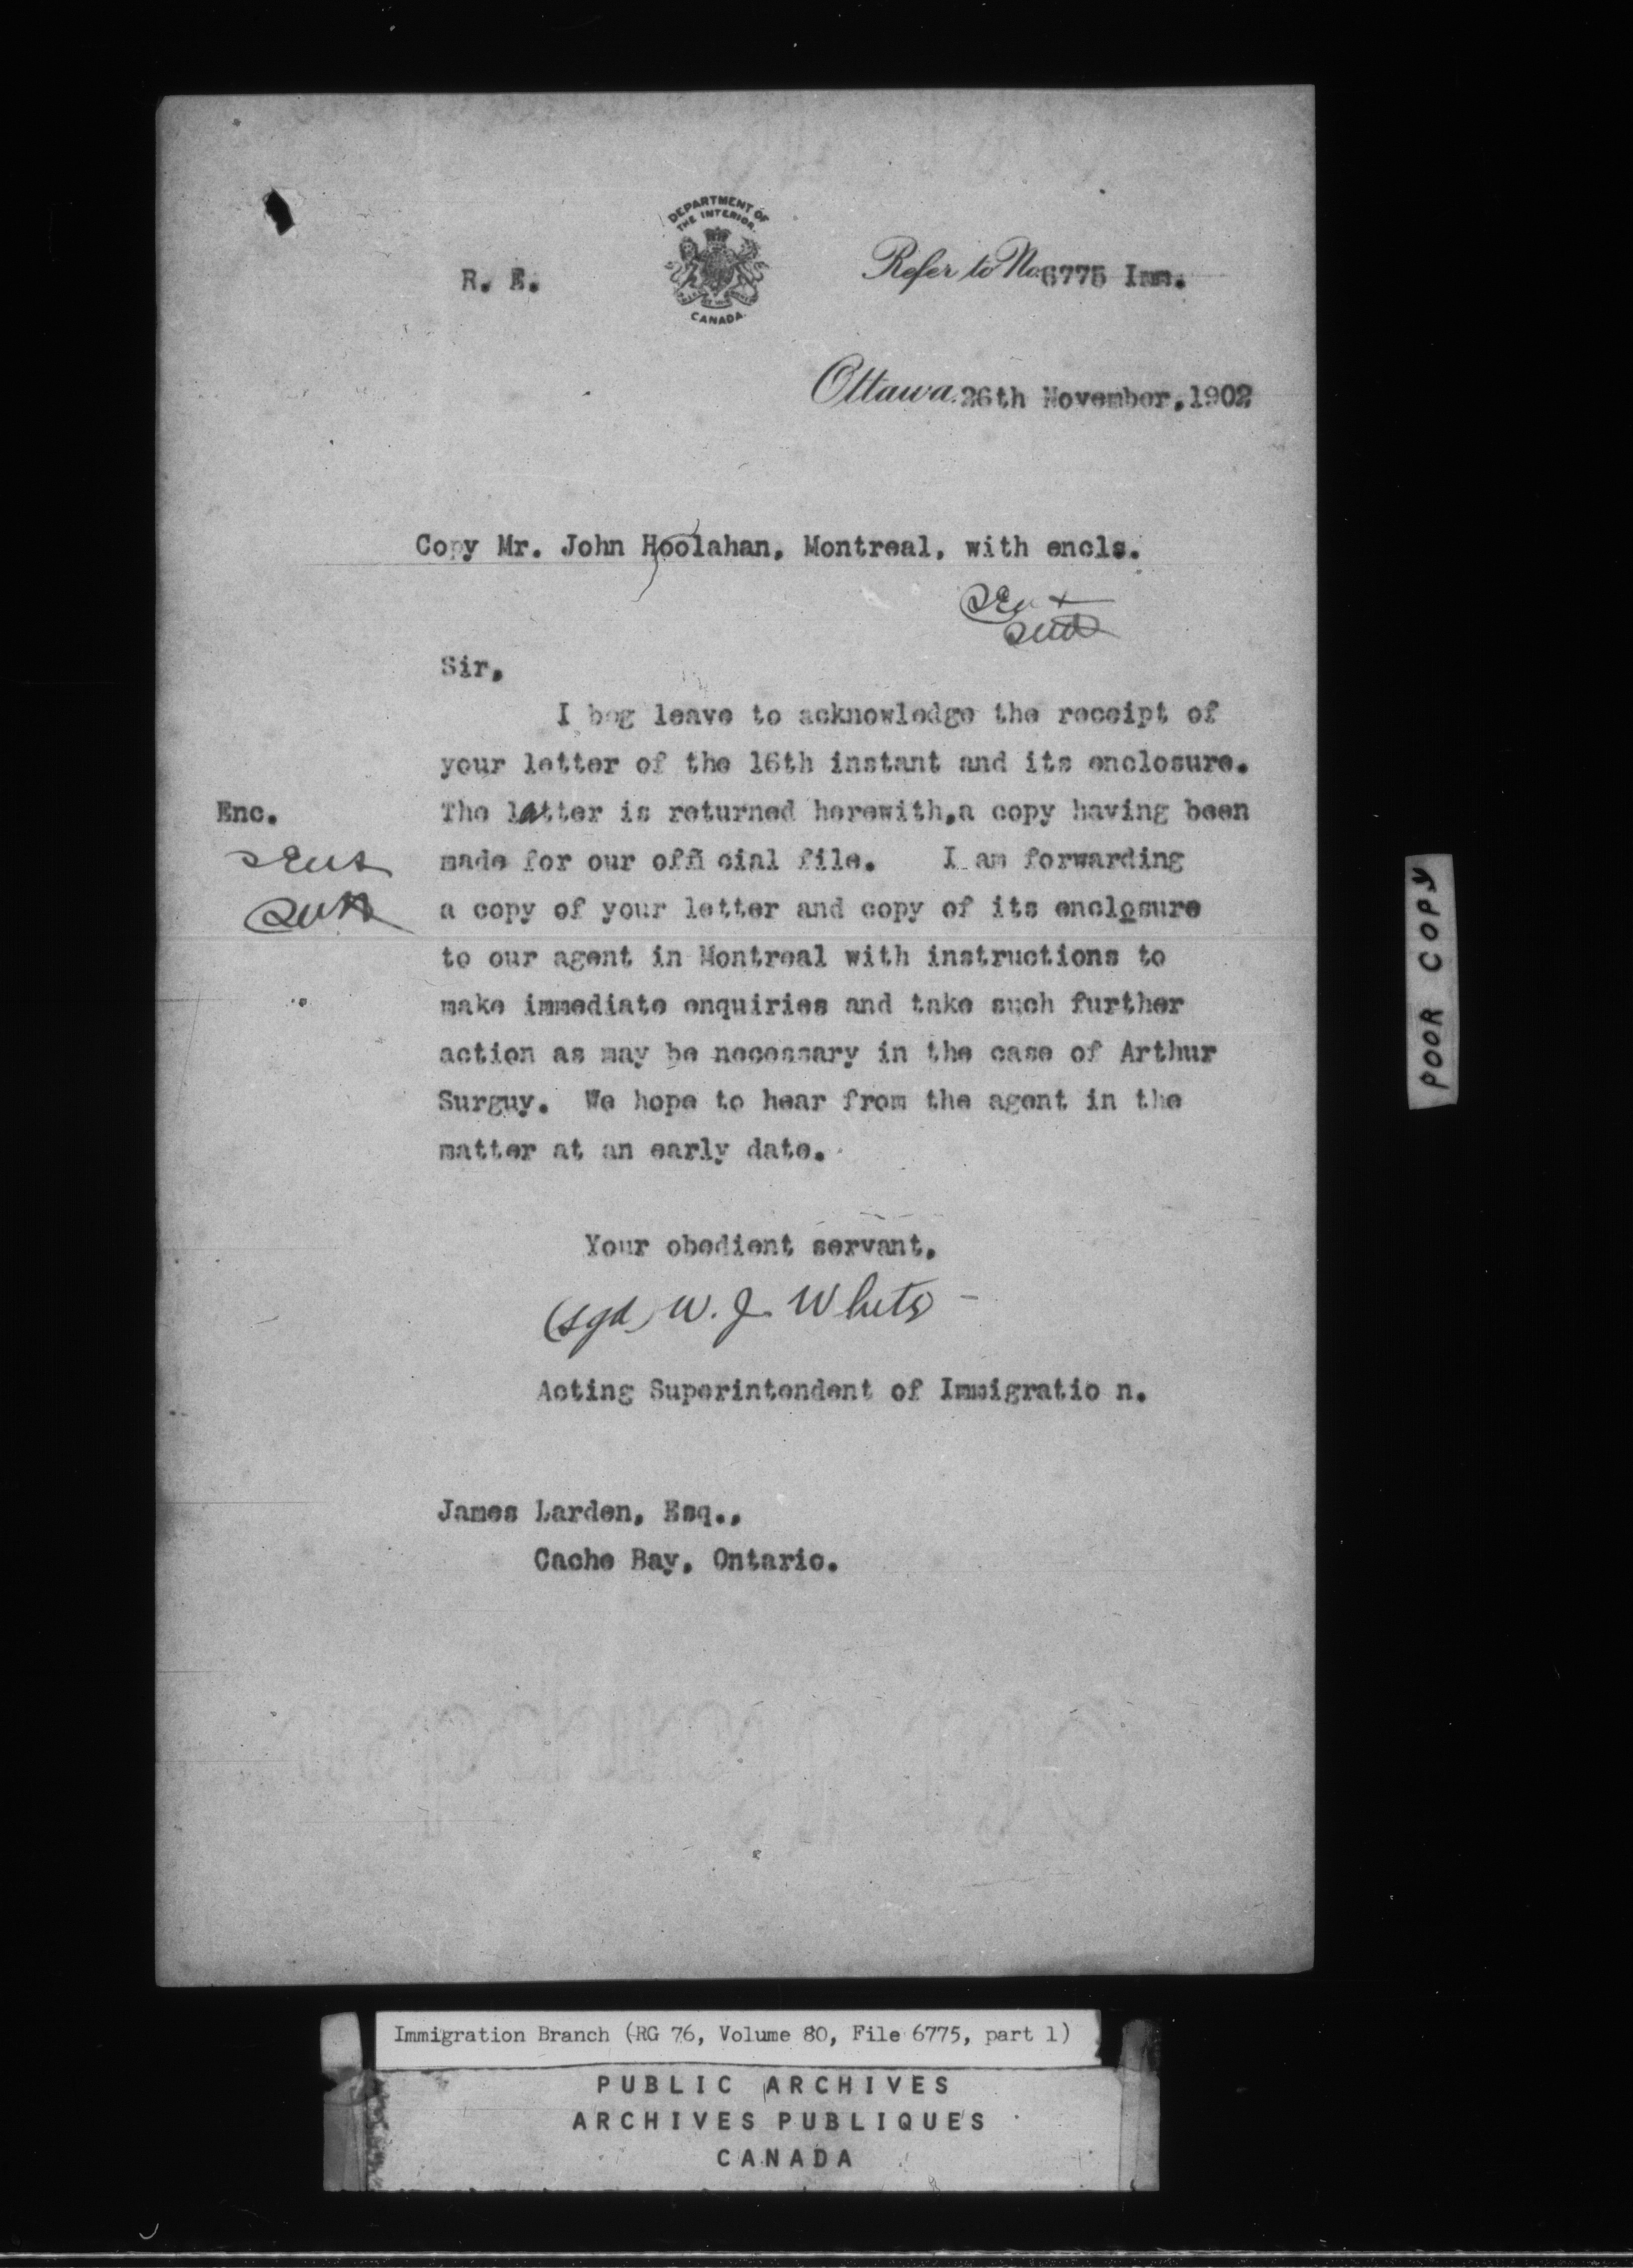 DEPARTMENT OF
THE INTERIOR.
CANADA.
R. E.
Refer to No. 6775 Imm.
Ottawa, 26th November, 1902
Copy Mr. John Hoolahan, Montreal, with encls.
Sent
Sir,
I beg leave to acknowledge the receipt of
your letter of the 16th instant and its enclosure.
Enc.
The latter is returned herewith, a copy having been
Sent
made for our offi cial file. I am forwarding
a copy of your letter and copy of its enclosure
to our agent in Montreal with instructions to
make immediate enquiries and take such further
action as may be necessary in the case of Arthur
Surguy. We hope to hear from the agent in the
matter at an early date.
Your obedient servant,
(sgd) W. J. White
Acting Superintendent of Immigratio n.
James Larden, Esq.,
Cache Bay, Ontario.
POOR COPY
Immigration Branch (RG 76, Volume 80, File 6775, part 1)
PUBLIC ARCHIVES
ARCHIVES PUBLIQUES
CANADA